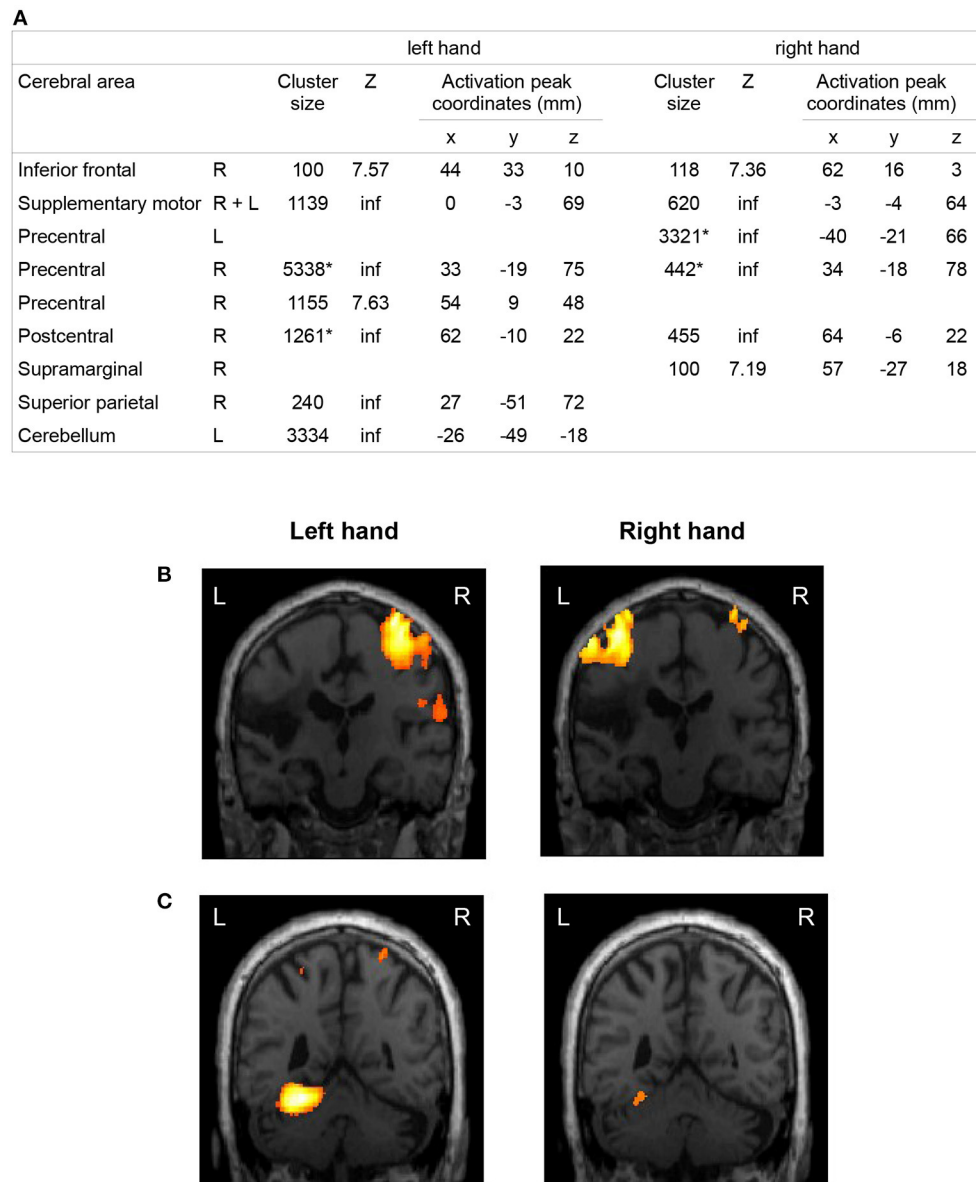 A
left hand right hand
Cerebral area Cluster size Z Activation peak coordinates (mm) Cluster size Z Activation peak coordinates (mm)
x y z x y z
Inferior frontal R 100 7.57 44 33 10 118 7.36 62 16 3
Supplementary motor R + L 1139 inf 0 -3 69 620 inf -3 -4 64
Precentral L 3321* inf -40 -21 66
Precentral R 5338* inf 33 -19 75 442* inf 34 -18 78
Precentral R 1155 7.63 54 9 48
Postcentral R 1261* inf 62 -10 22 455 inf 64 -6 22
Supramarginal R 100 7.19 57 -27 18
Superior parietal R 240 inf 27 -51 72
Cerebellum L 3334 inf -26 -49 -18
Left hand Right hand
B
L R L R
C
L R L R